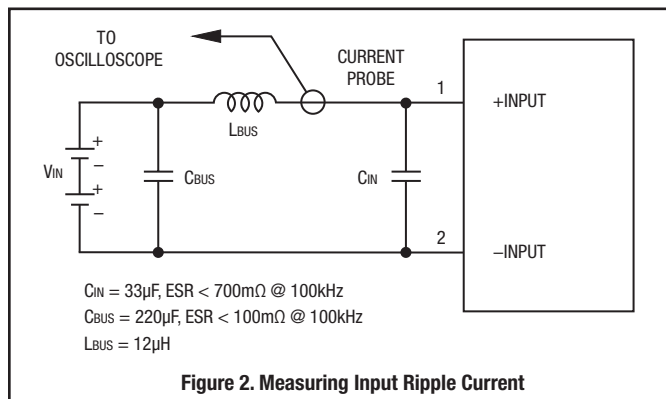 TO
OSCILLOSCOPE
CURRENT
PROBE
1
+INPUT
LBUS
+
VIN
–
+
–
CBUS
CIN
2
–INPUT
CIN = 33µF, ESR < 700mΩ @ 100kHz
CBUS = 220µF, ESR < 100mΩ @ 100kHz
LBUS = 12µH
Figure 2. Measuring Input Ripple Current